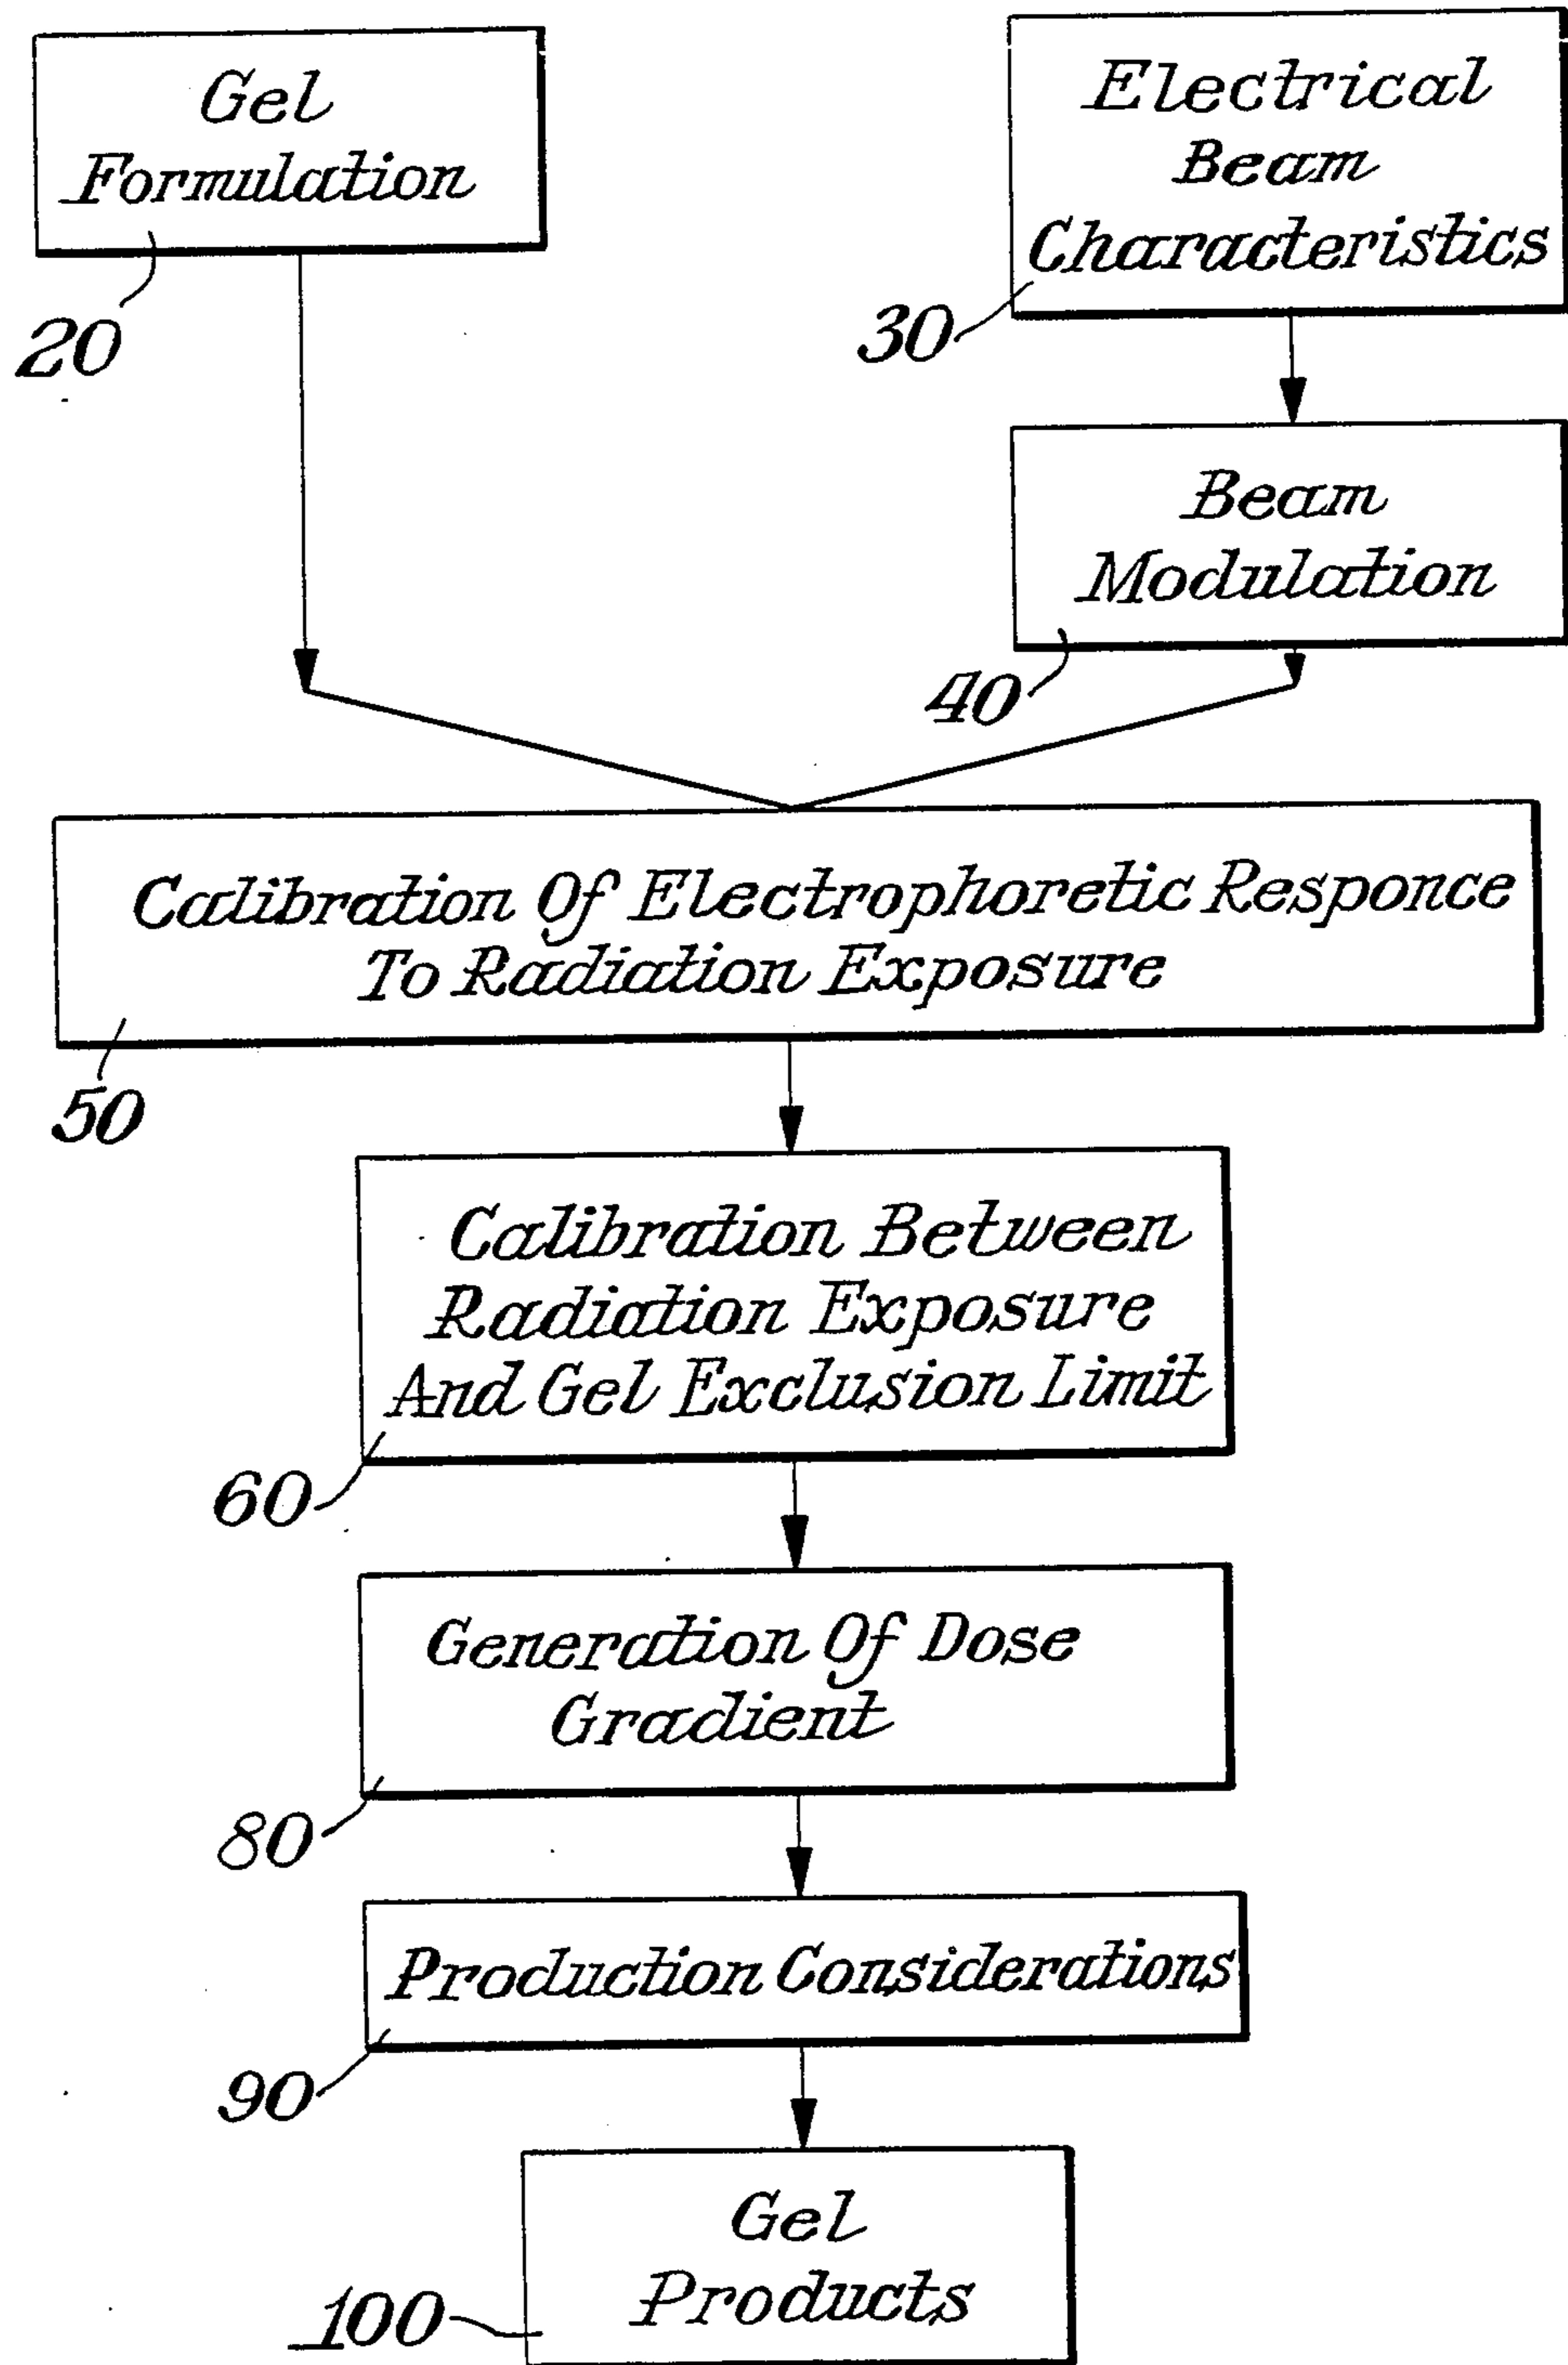 Gel
Formulation
20
Electrical
Beam
Characteristics
30
Beam
Modulation
40
Calibration Of Electrophoretic Responce
To Radiation Exposure
50
Calibration Between
Radiation Exposure
And Gel Exclusion Limit
60
Generation Of Dose
Gradient
80
Production Considerations
90
Gel
Products
100